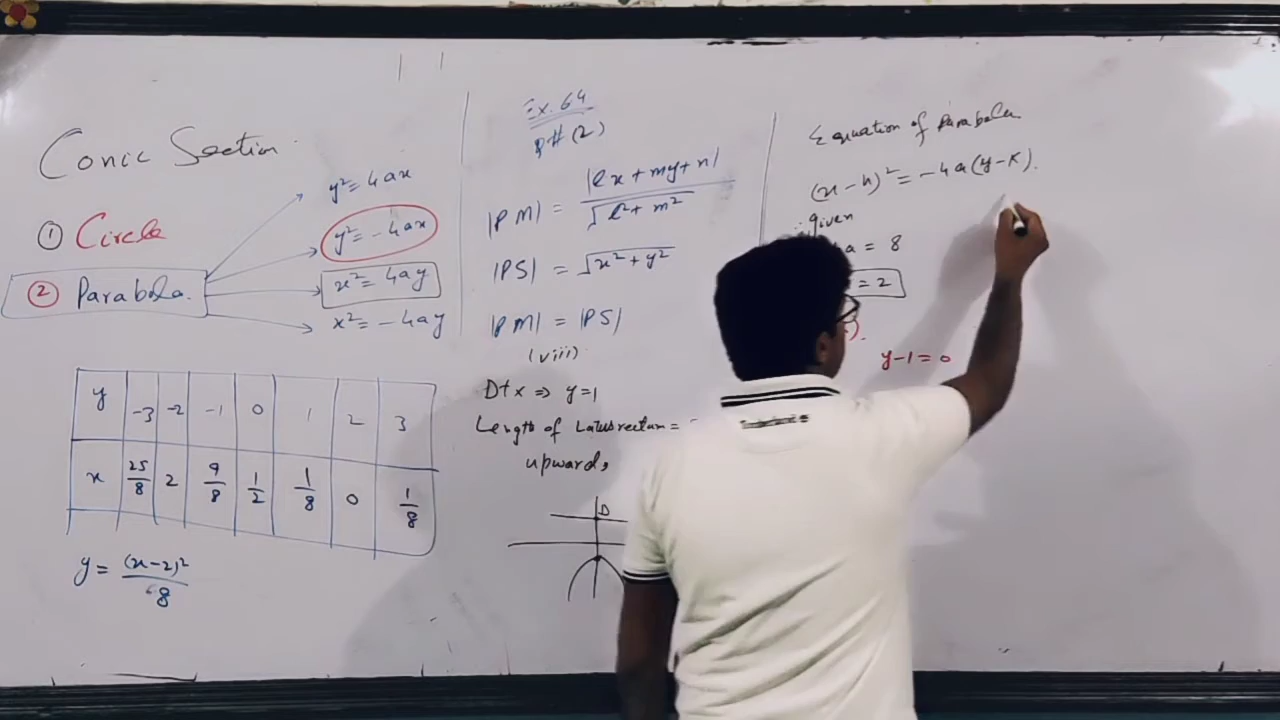 Conic Section.
① Circle
② Parabola.
y² = 4ax
y² = -4ax
x² = 4ay
x² = -4ay
y -3 -2 -1 0 1 2 3
x 25/8 2 9/8 1/2 1/8 0 1/8
y = (x-2)²/8
Ex. 6.4
Q# (2)
|PM| = |lx + my + n| / √l² + m²
|PS| = √x² + y²
|PM| = |PS|
(viii)
Dtx ⇒ y = 1
Length of Latusrectum =
upward,
D
Equation of Parabola
(x - h)² = -4a(y - k).
∴ given
a = 8
= 2
).
y - 1 = 0